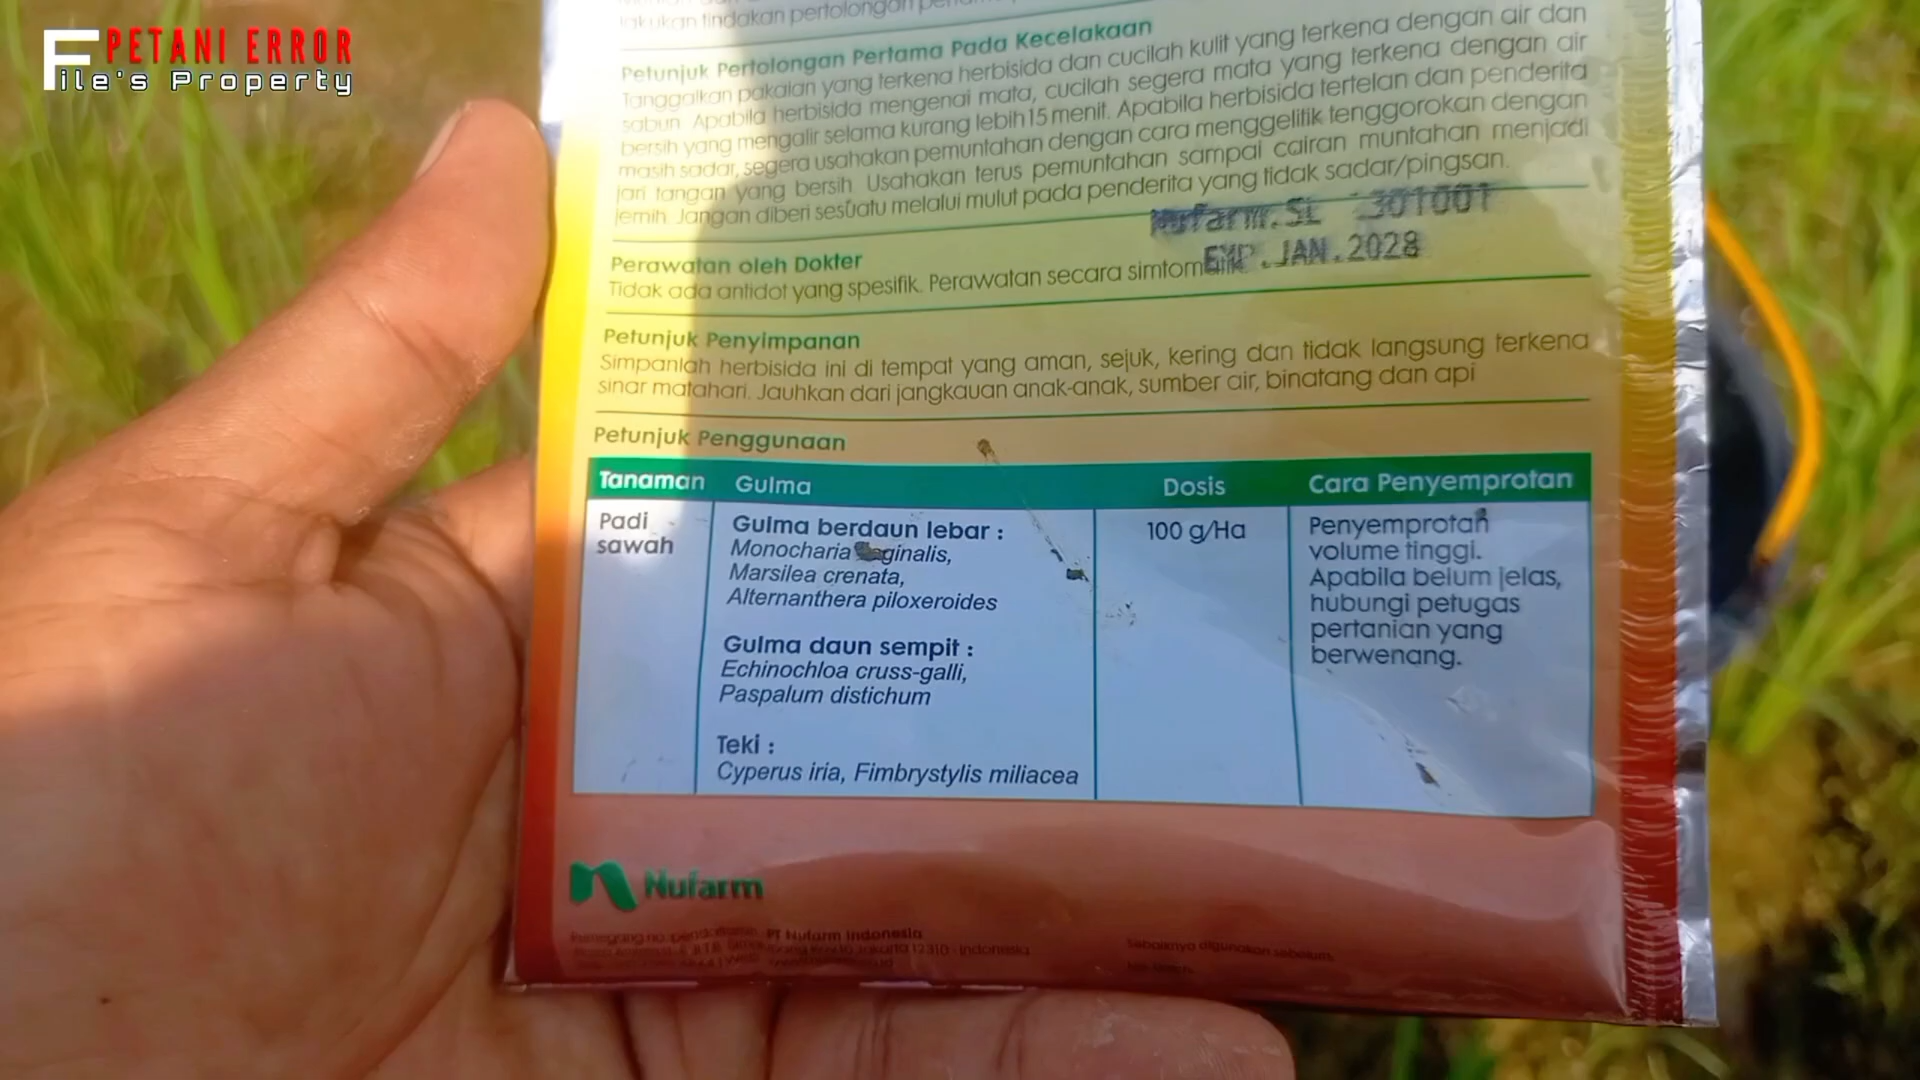 PETANI ERROR
File's Property
lakukan tindakan pertolongan
Petunjuk Pertolongan Pertama Pada Kecelakaan
Tanggalkan pakaian yang terkena herbisida dan cucilah kulit yang terkena dengan air dan
sabun. Apabila herbisida mengenai mata, cucilah segera mata yang terkena dengan air
bersih yang mengalir selama kurang lebih 15 menit. Apabila herbisida tertelan dan penderita
masih sadar, segera usahakan pemuntahan dengan cara menggelitik tenggorokan dengan
jari tangan yang bersih. Usahakan terus pemuntahan sampai cairan muntahan menjadi
jernih. Jangan diberi sesuatu melalui mulut pada penderita yang tidak sadar/pingsan.
Nufarm.SL 301001
EXP.JAN.2028
Perawatan oleh Dokter
Tidak ada antidot yang spesifik. Perawatan secara simtomatik
Petunjuk Penyimpanan
Simpanlah herbisida ini di tempat yang aman, sejuk, kering dan tidak langsung terkena
sinar matahari. Jauhkan dari jangkauan anak-anak, sumber air, binatang dan api
Petunjuk Penggunaan
Tanaman Gulma Dosis Cara Penyemprotan
Padi
sawah
Gulma berdaun lebar :
Monocharia vaginalis,
Marsilea crenata,
Alternanthera piloxeroides
Gulma daun sempit :
Echinochloa cruss-galli,
Paspalum distichum
Teki :
Cyperus iria, Fimbrystylis miliacea
100 g/Ha
Penyemprotan
volume tinggi.
Apabila belum jelas,
hubungi petugas
pertanian yang
berwenang.
Nufarm
PT Nufarm Indonesia
Jakarta 12310 - Indonesia
Sebaiknya digunakan sebelum